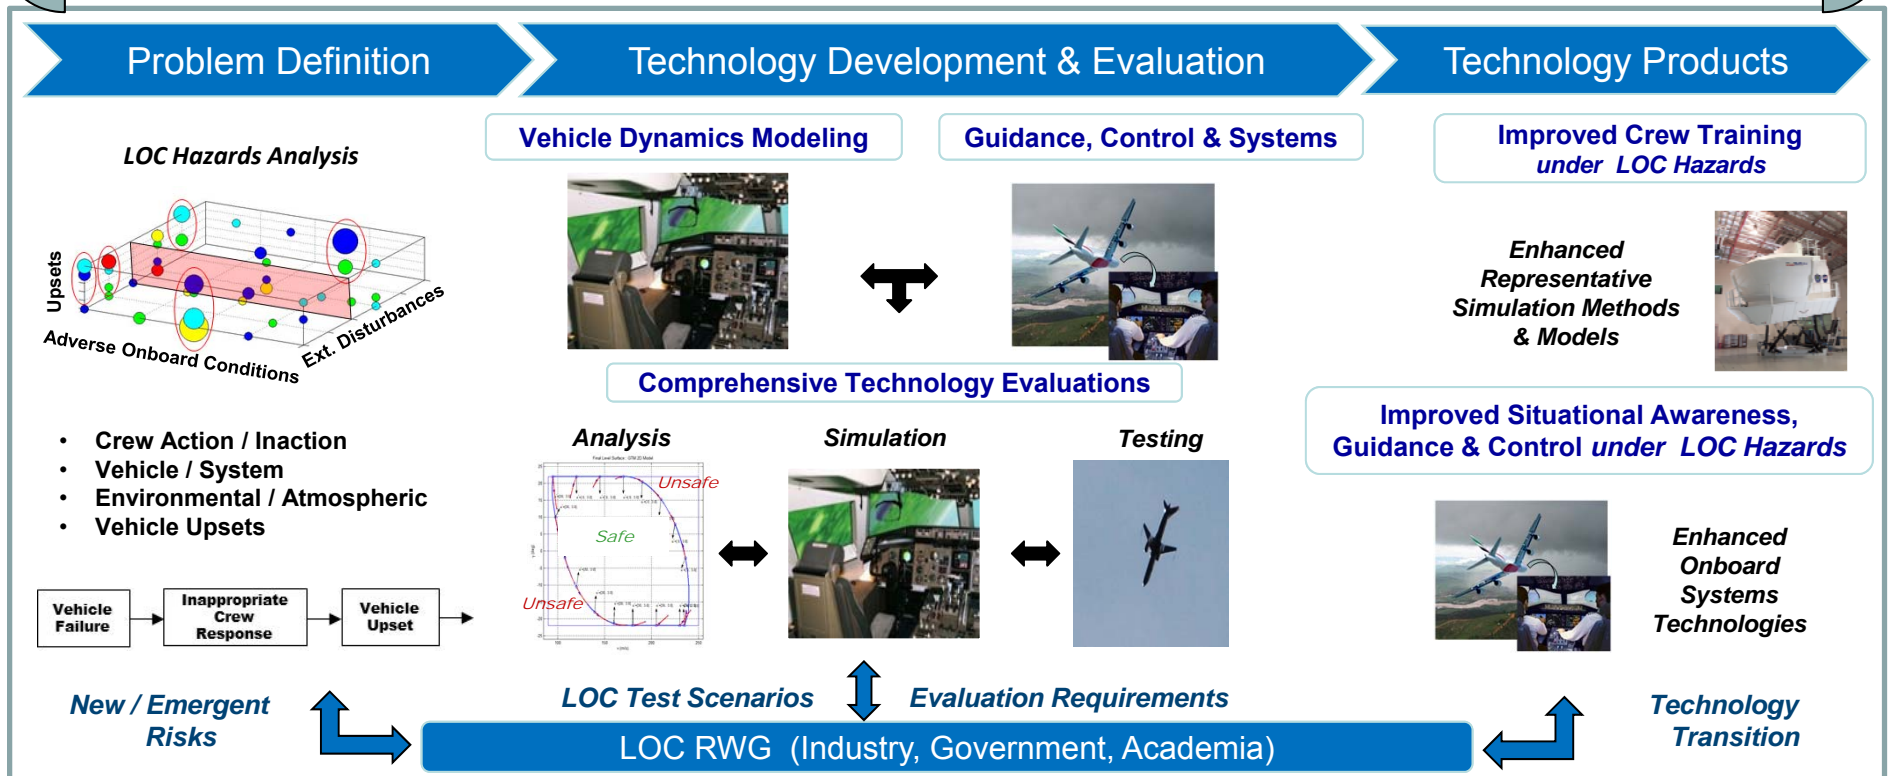 Problem Definition
Technology Development & Evaluation
Technology Products
LOC Hazards Analysis
Upsets
Adverse Onboard Conditions
Ext. Disturbances
• Crew Action / Inaction
• Vehicle / System
• Environmental / Atmospheric
• Vehicle Upsets
Vehicle
Failure
Inappropriate
Crew
Response
Vehicle
Upset
New / Emergent
Risks
Vehicle Dynamics Modeling
Guidance, Control & Systems
Comprehensive Technology Evaluations
Analysis
Simulation
Testing
Unsafe
Safe
Unsafe
LOC Test Scenarios
Evaluation Requirements
Improved Crew Training
under LOC Hazards
Enhanced
Representative
Simulation Methods
& Models
Improved Situational Awareness,
Guidance & Control under LOC Hazards
Enhanced
Onboard
Systems
Technologies
Technology
Transition
LOC RWG (Industry, Government, Academia)